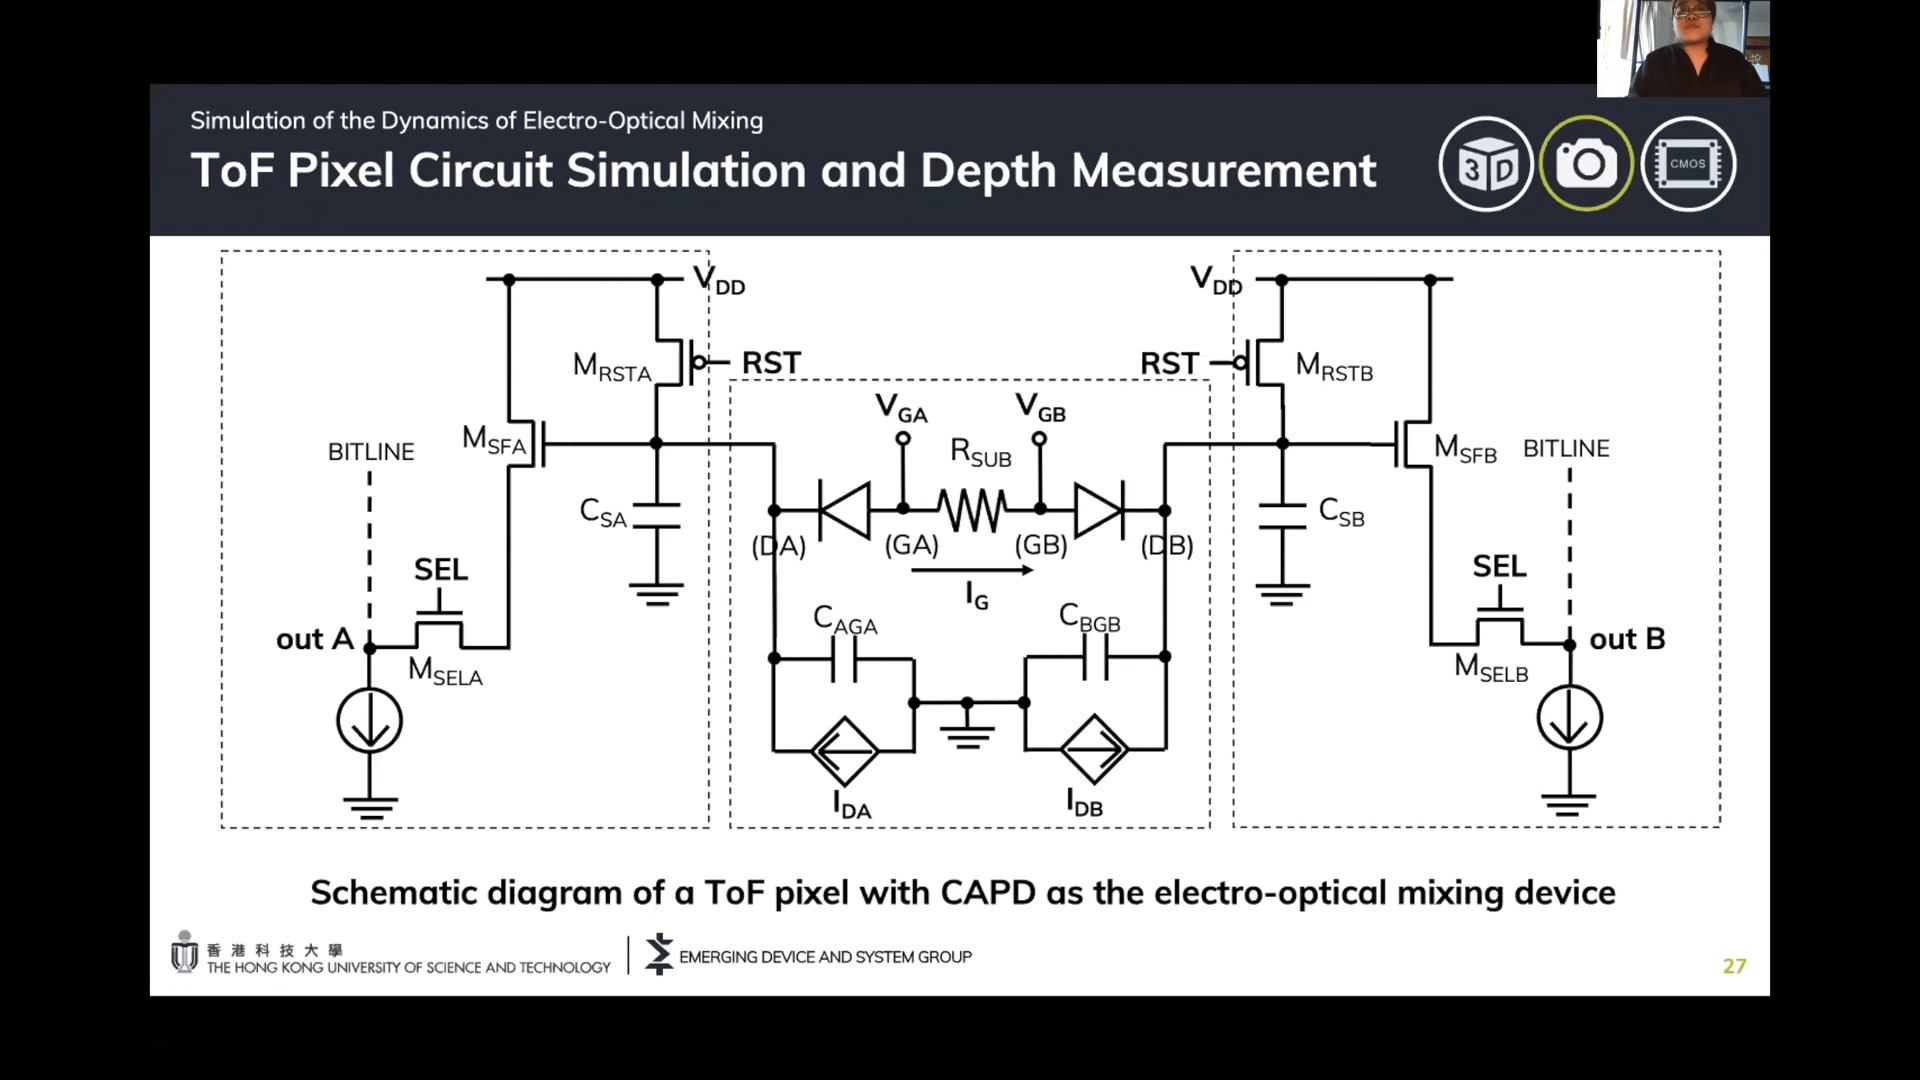 Simulation of the Dynamics of Electro-Optical Mixing
ToF Pixel Circuit Simulation and Depth Measurement
3D
CMOS
VDD
VDD
MRSTA
RST
RST
MRSTB
VGA
VGB
BITLINE
MSFA
RSUB
MSFB
BITLINE
CSA
CSB
(DA)
(GA)
(GB)
(DB)
SEL
IG
SEL
CAGA
CBGB
out A
out B
MSELA
MSELB
IDA
IDB
Schematic diagram of a ToF pixel with CAPD as the electro-optical mixing device
香港科技大學
THE HONG KONG UNIVERSITY OF SCIENCE AND TECHNOLOGY
EMERGING DEVICE AND SYSTEM GROUP
27